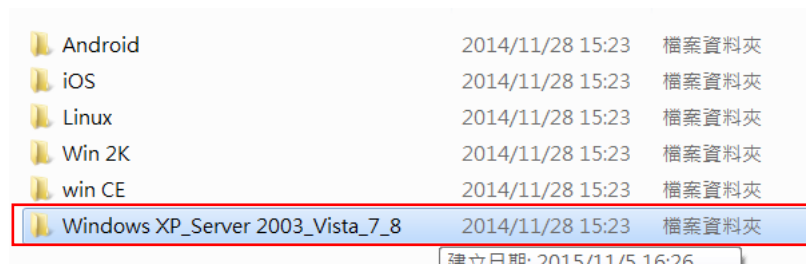 Android 2014/11/28 15:23 檔案資料夾
iOS 2014/11/28 15:23 檔案資料夾
Linux 2014/11/28 15:23 檔案資料夾
Win 2K 2014/11/28 15:23 檔案資料夾
win CE 2014/11/28 15:23 檔案資料夾
Windows XP_Server 2003_Vista_7_8 2014/11/28 15:23 檔案資料夾
建立日期: 2015/11/5 16:26